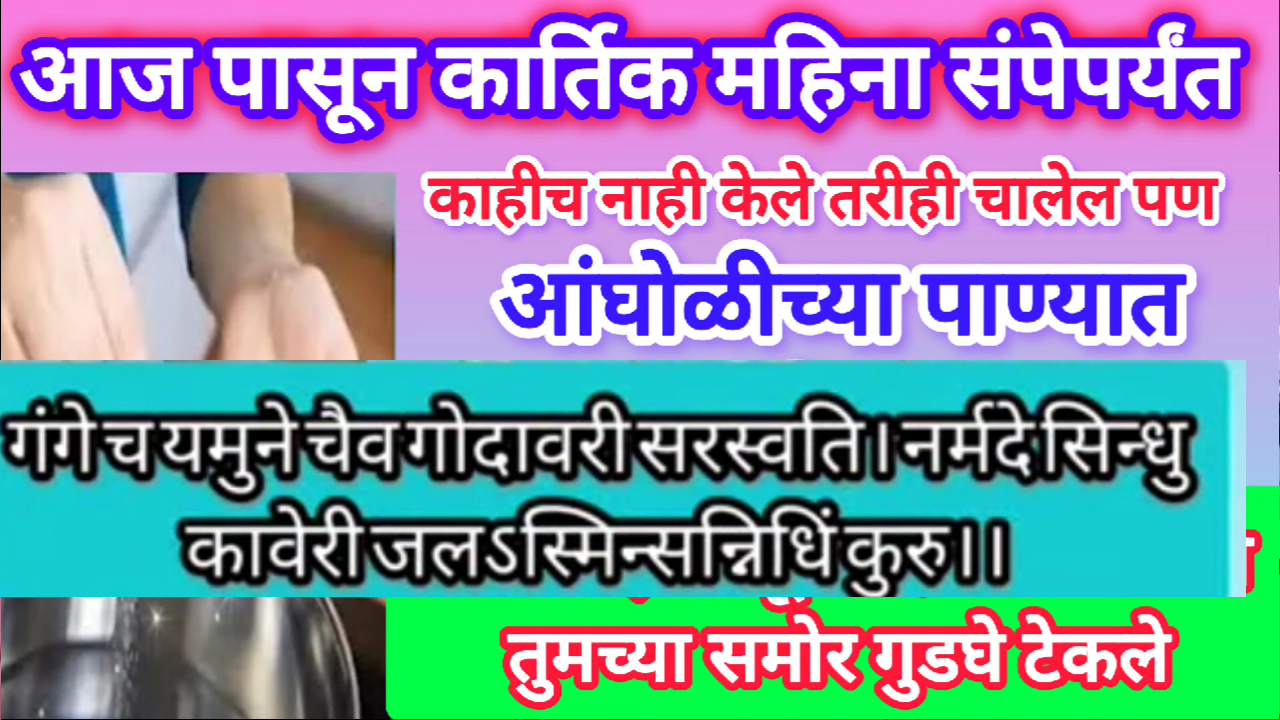 आज पासून कार्तिक महिना संपेपर्यंत
काहीच नाही केले तरीही चालेल पण
आंघोळीच्या पाण्यात
गंगे च यमुने चैव गोदावरी सरस्वति । नर्मदे सिन्धु
कावेरी जलऽस्मिन्सन्निधिं कुरु ।।
तुमच्या समोर गुडघे टेकले